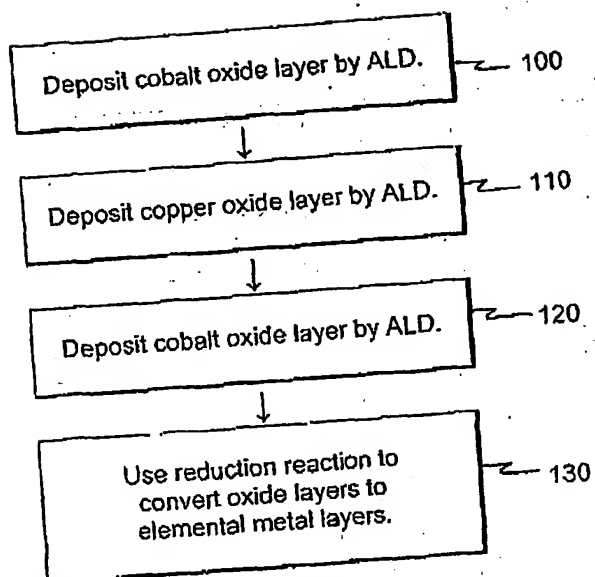 Deposit cobalt oxide layer by ALD.
100
Deposit copper oxide layer by ALD.
110
Deposit cobalt oxide layer by ALD.
120
Use reduction reaction to
convert oxide layers to
elemental metal layers.
130